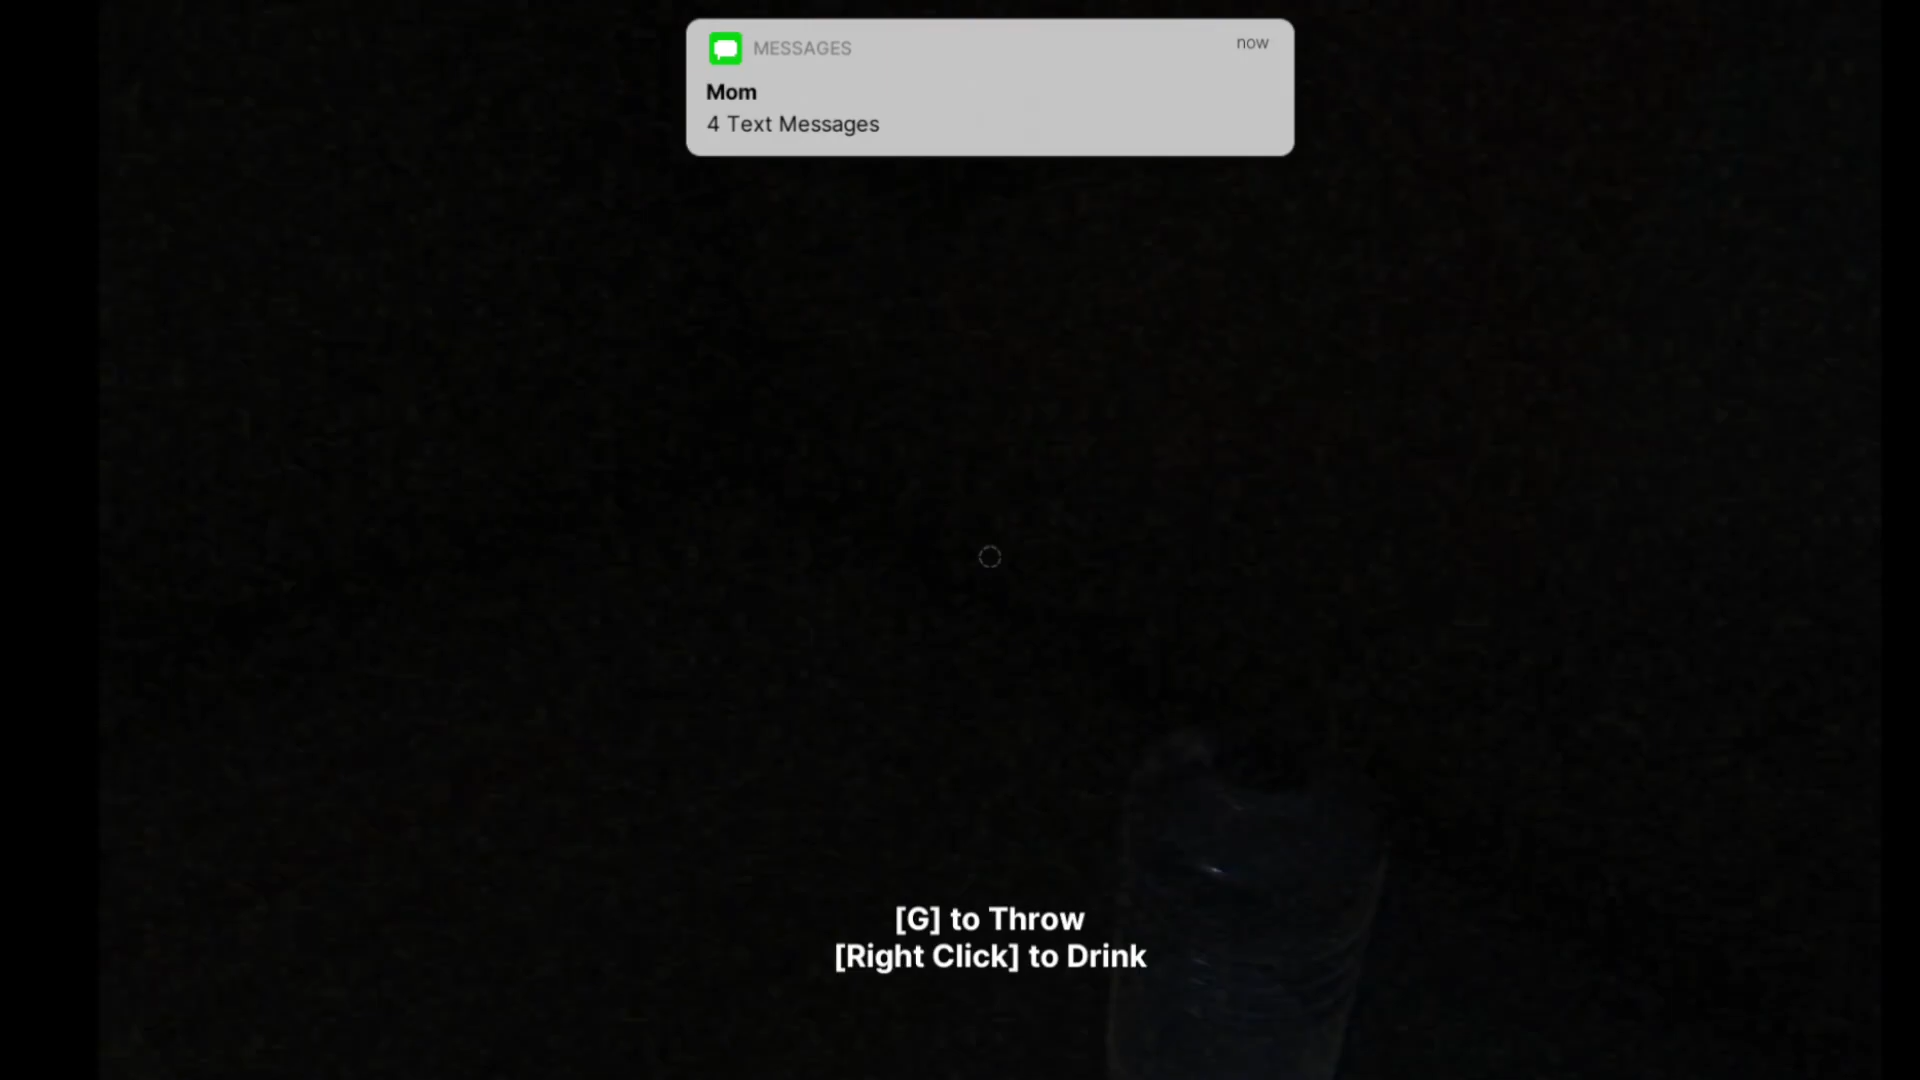 MESSAGES
now
Mom
4 Text Messages
[G] to Throw
[Right Click] to Drink